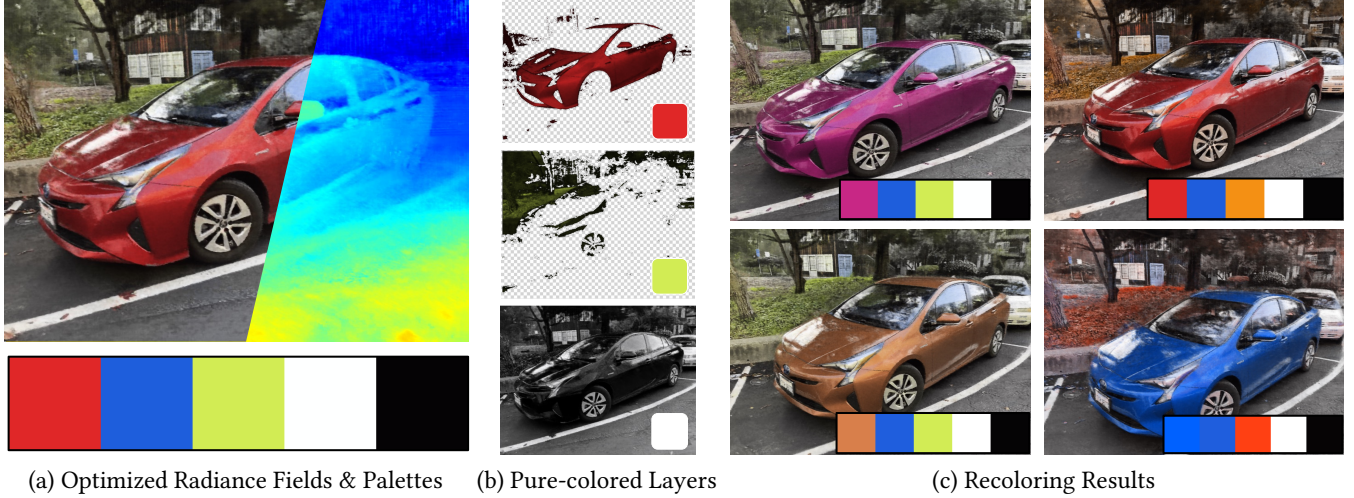 (a) Optimized Radiance Fields & Palettes
(b) Pure-colored Layers
(c) Recoloring Results